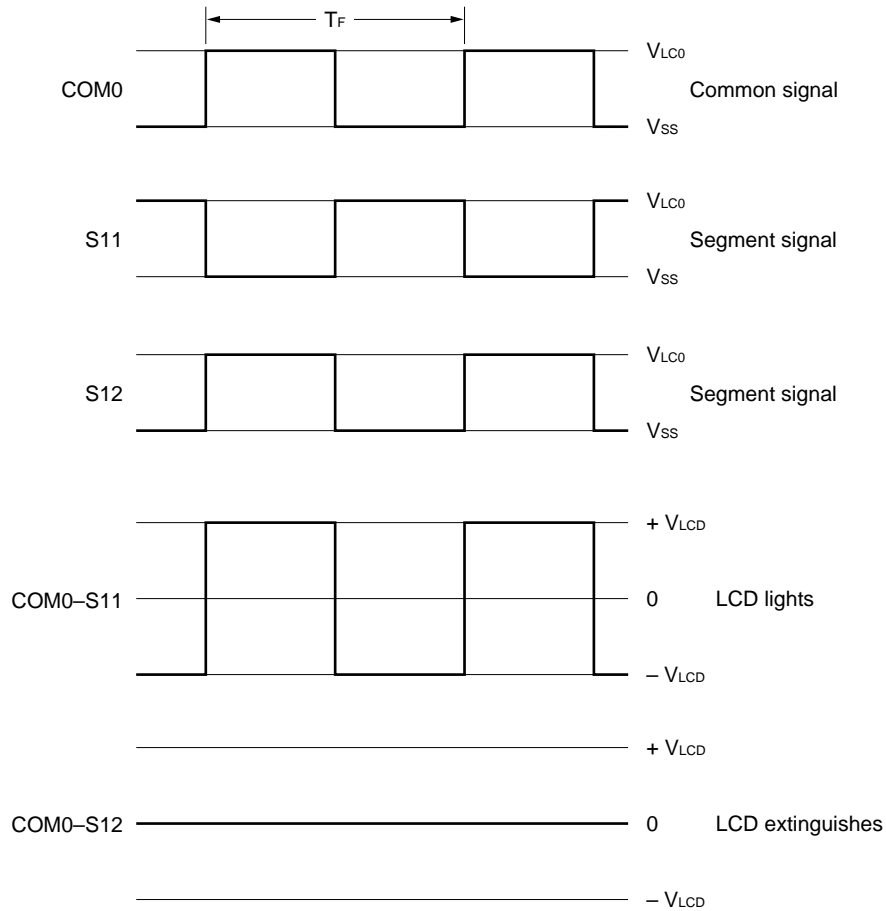 TF
VLC0
COM0
Common signal
VSS
VLC0
S11
Segment signal
VSS
VLC0
S12
Segment signal
VSS
+ VLCD
COM0–S11
0
LCD lights
– VLCD
+ VLCD
COM0–S12
0
LCD extinguishes
– VLCD